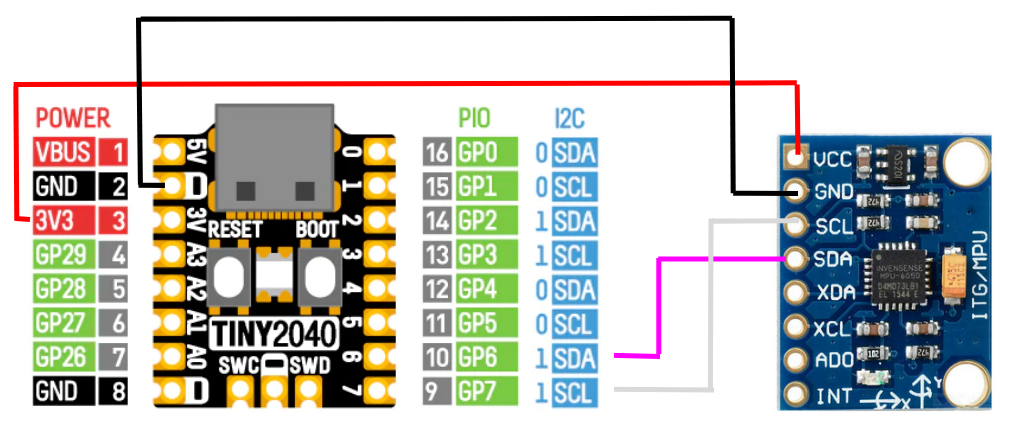 POWER
VBUS 1
GND 2
3V3 3
GP29 4
GP28 5
GP27 6
GP26 7
GND 8
5V
3V
A3
A2
A1
A0
RESET BOOT
TINY2040
SWC SWD
0
1
2
3
4
5
6
7
PIO I2C
16 GP0 0 SDA
15 GP1 0 SCL
14 GP2 1 SDA
13 GP3 1 SCL
12 GP4 0 SDA
11 GP5 0 SCL
10 GP6 1 SDA
9 GP7 1 SCL
VCC
GND
SCL
SDA
XDA
XCL
ADO
INT
INVENSENSE
MPU-6050
D4M073LB1
EL 1544 E
ITG/MPU
Y
X